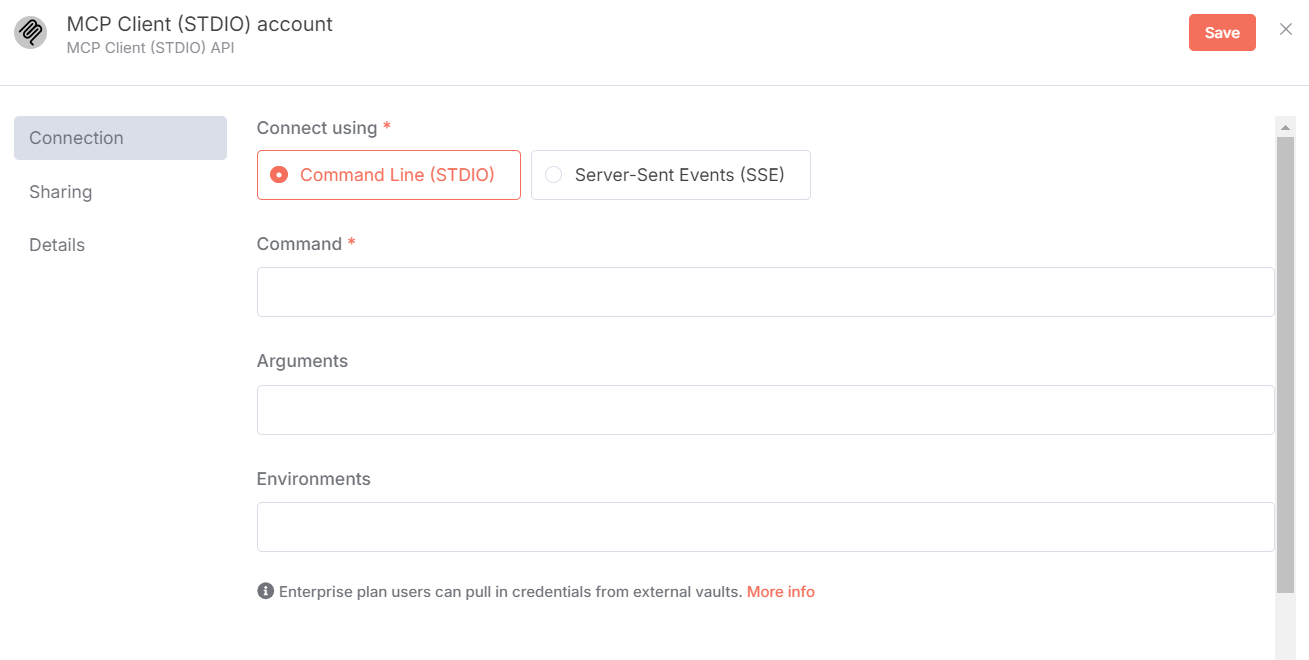 MCP Client (STDIO) account
MCP Client (STDIO) API
Save
Connection
Sharing
Details
Connect using *
Command Line (STDIO)
Server-Sent Events (SSE)
Command *
Arguments
Environments
Enterprise plan users can pull in credentials from external vaults. More info